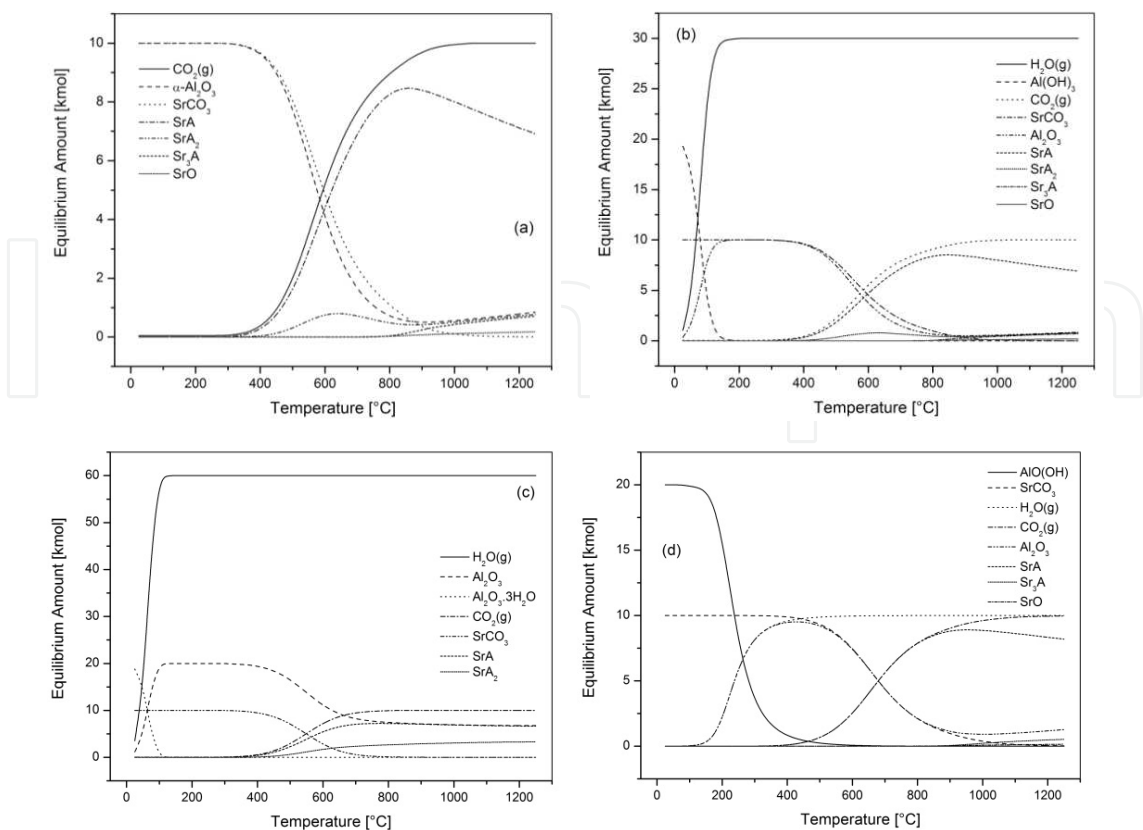 (a)
Equilibrium Amount [kmol]
10
8
6
4
2
0
CO₂(g)
α-Al₂O₃
SrCO₃
SrA
SrA₂
Sr₃A
SrO
0 200 400 600 800 1000 1200
Temperature [°C]
(b)
Equilibrium Amount [kmol]
30
25
20
15
10
5
0
H₂O(g)
Al(OH)₃
CO₂(g)
SrCO₃
Al₂O₃
SrA
SrA₂
Sr₃A
SrO
0 200 400 600 800 1000 1200
Temperature [°C]
(c)
Equilibrium Amount [kmol]
60
50
40
30
20
10
0
H₂O(g)
Al₂O₃
Al₂O₃.3H₂O
CO₂(g)
SrCO₃
SrA
SrA₂
0 200 400 600 800 1000 1200
Temperature [°C]
(d)
Equilibrium Amount [kmol]
20
15
10
5
0
AlO(OH)
SrCO₃
H₂O(g)
CO₂(g)
Al₂O₃
SrA
Sr₃A
SrO
0 200 400 600 800 1000 1200
Temperature [°C]